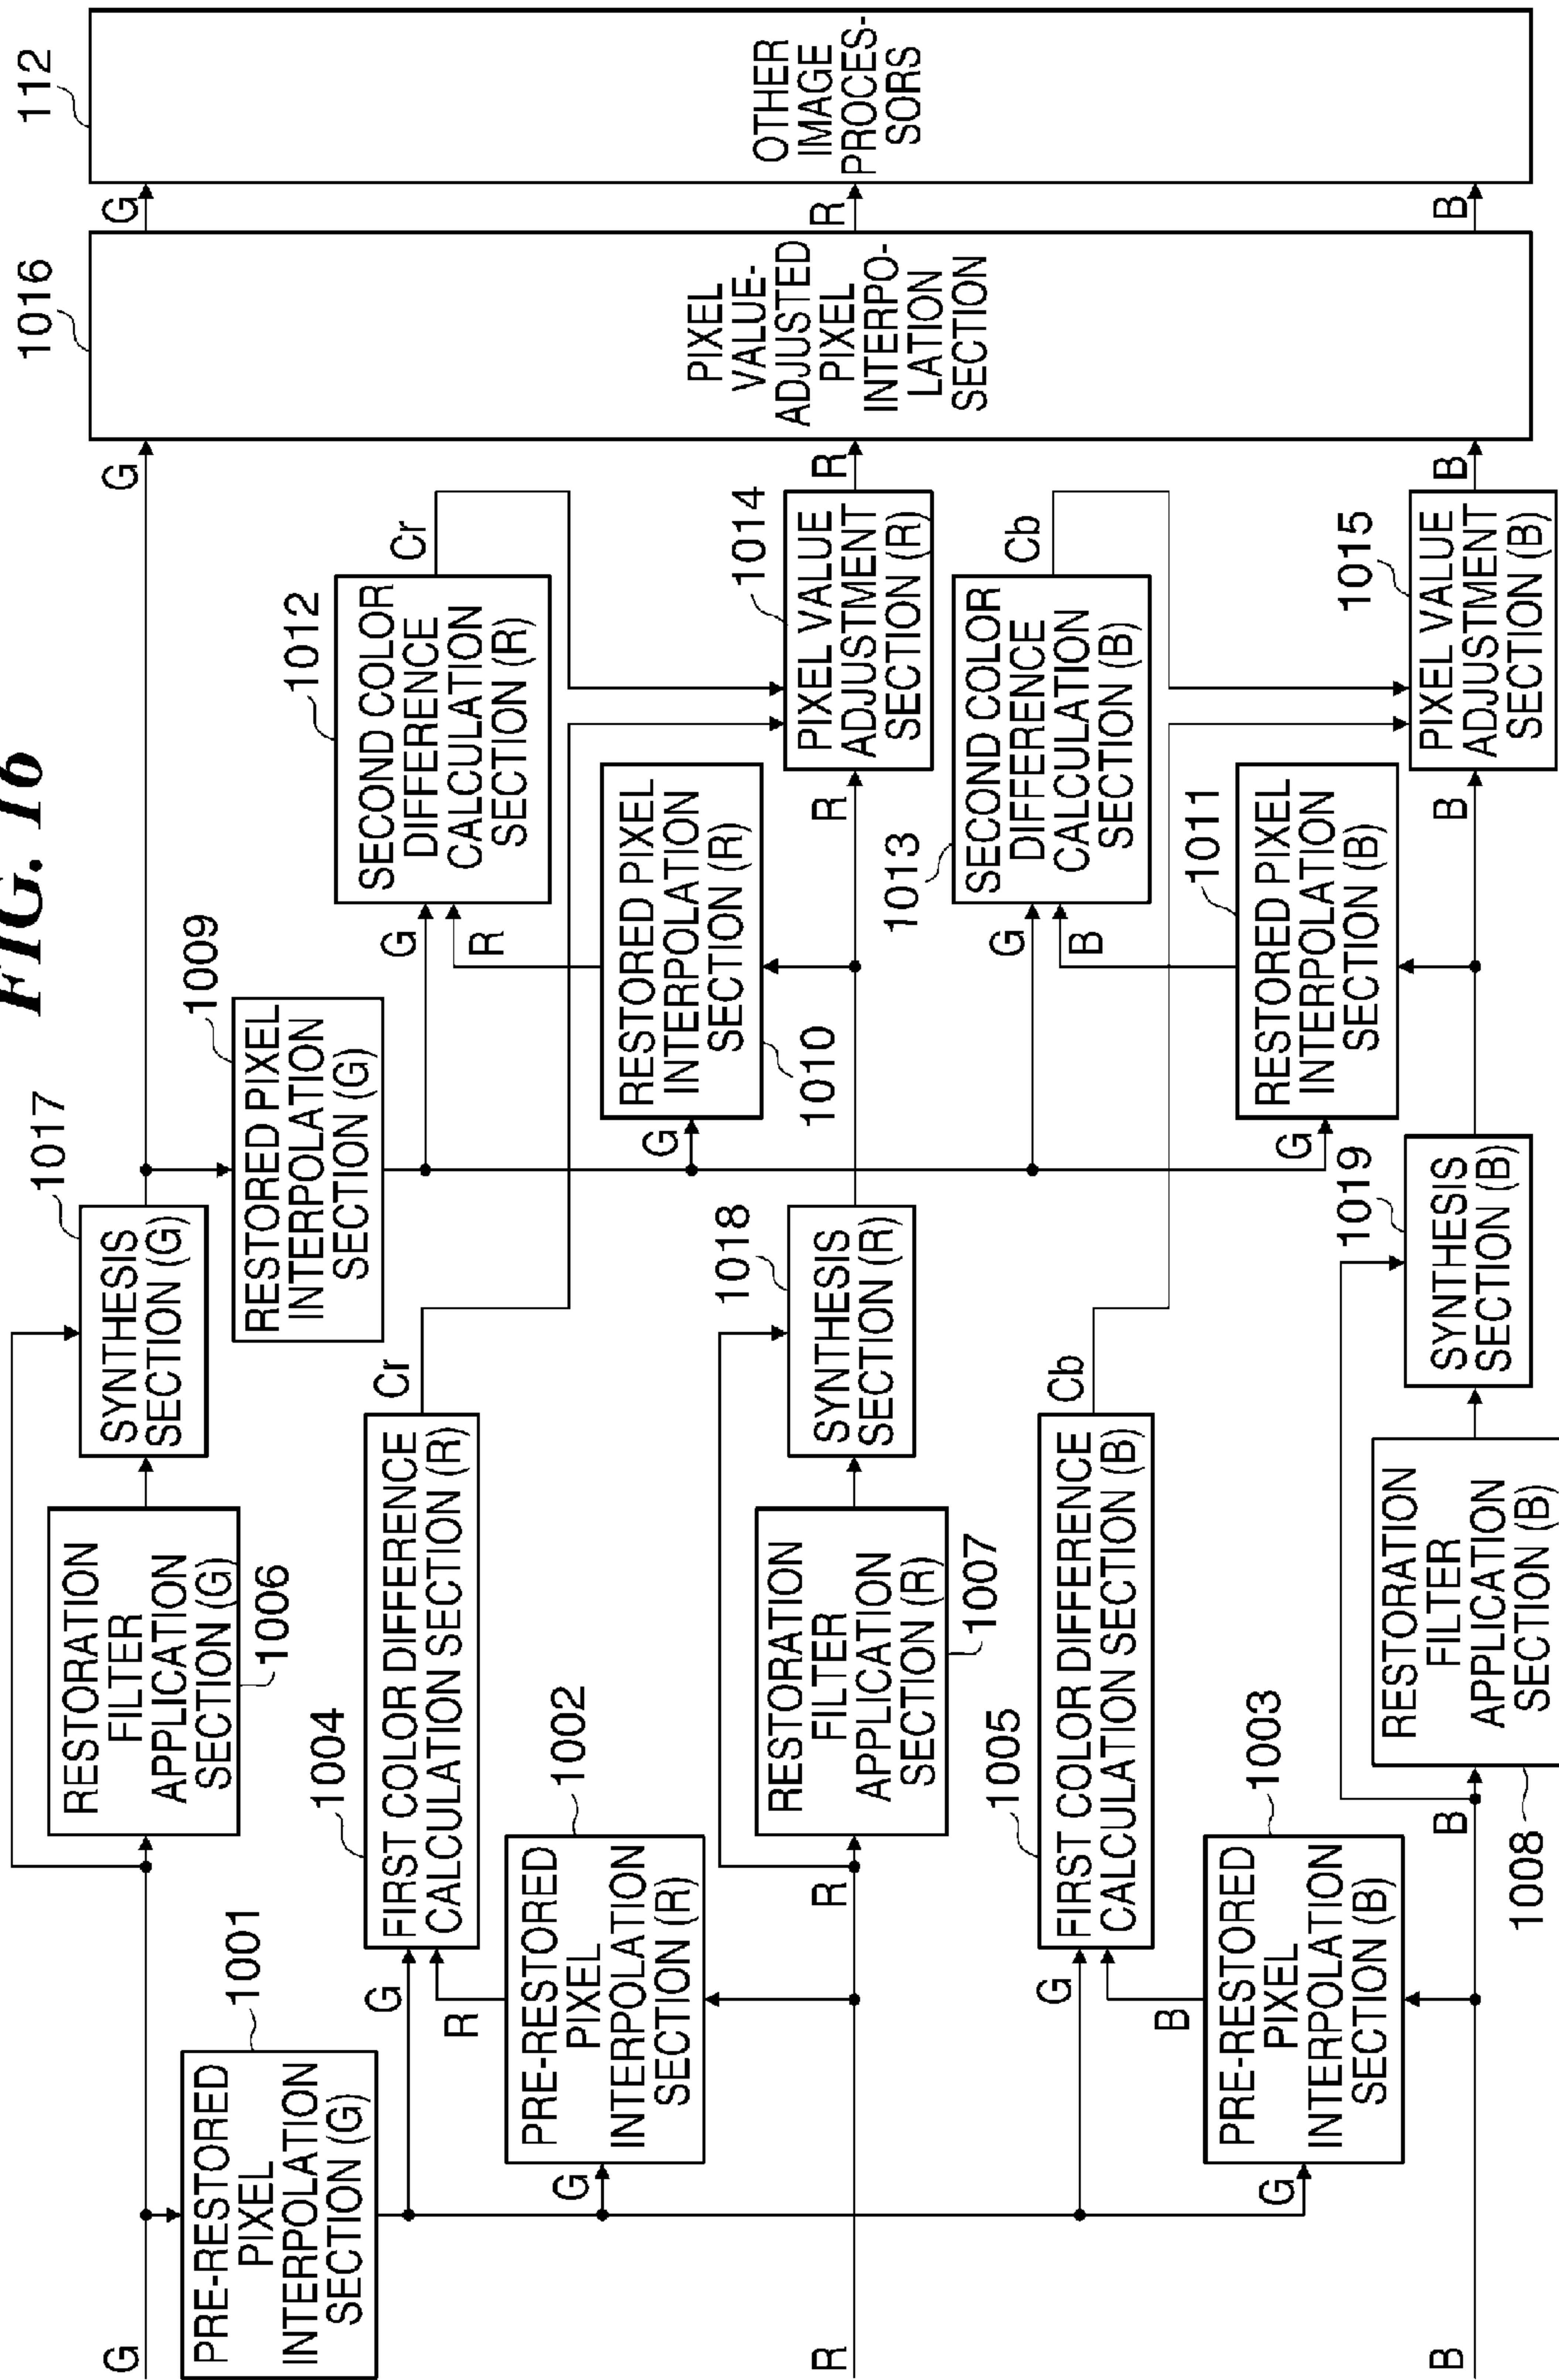 FIG. 16
G
PRE-RESTORED
PIXEL
INTERPOLATION
SECTION (G)
1001
RESTORATION
FILTER
APPLICATION
SECTION (G)
1006
SYNTHESIS
SECTION (G)
1017
RESTORED PIXEL
INTERPOLATION
SECTION (G)
1009
G
PIXEL
VALUE-
ADJUSTED
PIXEL
INTERPO-
LATION
SECTION
1016
G
R
B
OTHER
IMAGE
PROCES-
SORS
112
G
R
FIRST COLOR DIFFERENCE
CALCULATION SECTION (R)
1004
Cr
G
R
SECOND COLOR
DIFFERENCE
CALCULATION
SECTION (R)
1012
Cr
G
PRE-RESTORED
PIXEL
INTERPOLATION
SECTION (R)
1002
G
RESTORED PIXEL
INTERPOLATION
SECTION (R)
1010
R
R
RESTORATION
FILTER
APPLICATION
SECTION (R)
1007
SYNTHESIS
SECTION (R)
1018
R
PIXEL VALUE
ADJUSTMENT
SECTION (R)
1014
R
G
B
FIRST COLOR DIFFERENCE
CALCULATION SECTION (B)
1005
Cb
G
B
SECOND COLOR
DIFFERENCE
CALCULATION
SECTION (B)
1013
Cb
G
PRE-RESTORED
PIXEL
INTERPOLATION
SECTION (B)
1003
G
RESTORED PIXEL
INTERPOLATION
SECTION (B)
1011
B
B
RESTORATION
FILTER
APPLICATION
SECTION (B)
1008
SYNTHESIS
SECTION (B)
1019
B
PIXEL VALUE
ADJUSTMENT
SECTION (B)
1015
B